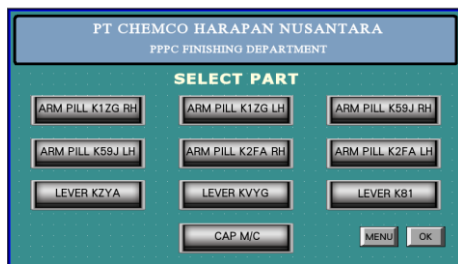 PT CHEMCO HARAPAN NUSANTARA
PPPC FINISHING DEPARTMENT
SELECT PART
ARM PILL K1ZG RH ARM PILL K1ZG LH ARM PILL K59J RH
ARM PILL K59J LH ARM PILL K2FA RH ARM PILL K2FA LH
LEVER KZYA LEVER KVYG LEVER K81
CAP M/C MENU OK